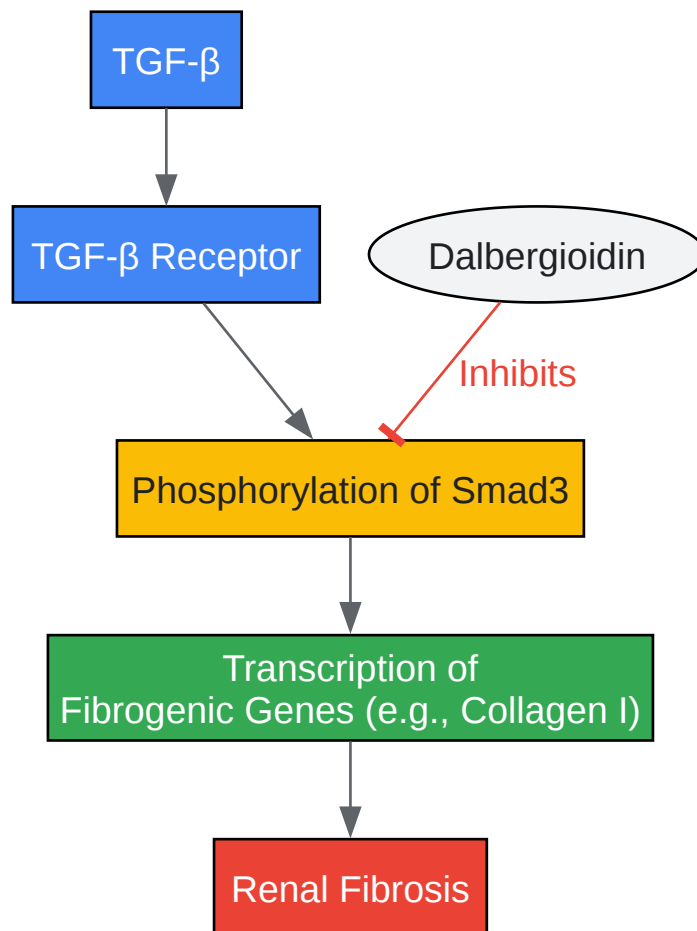 TGF-β
TGF-β Receptor
Dalbergioidin
Inhibits
Phosphorylation of Smad3
Transcription of
Fibrogenic Genes (e.g., Collagen I)
Renal Fibrosis